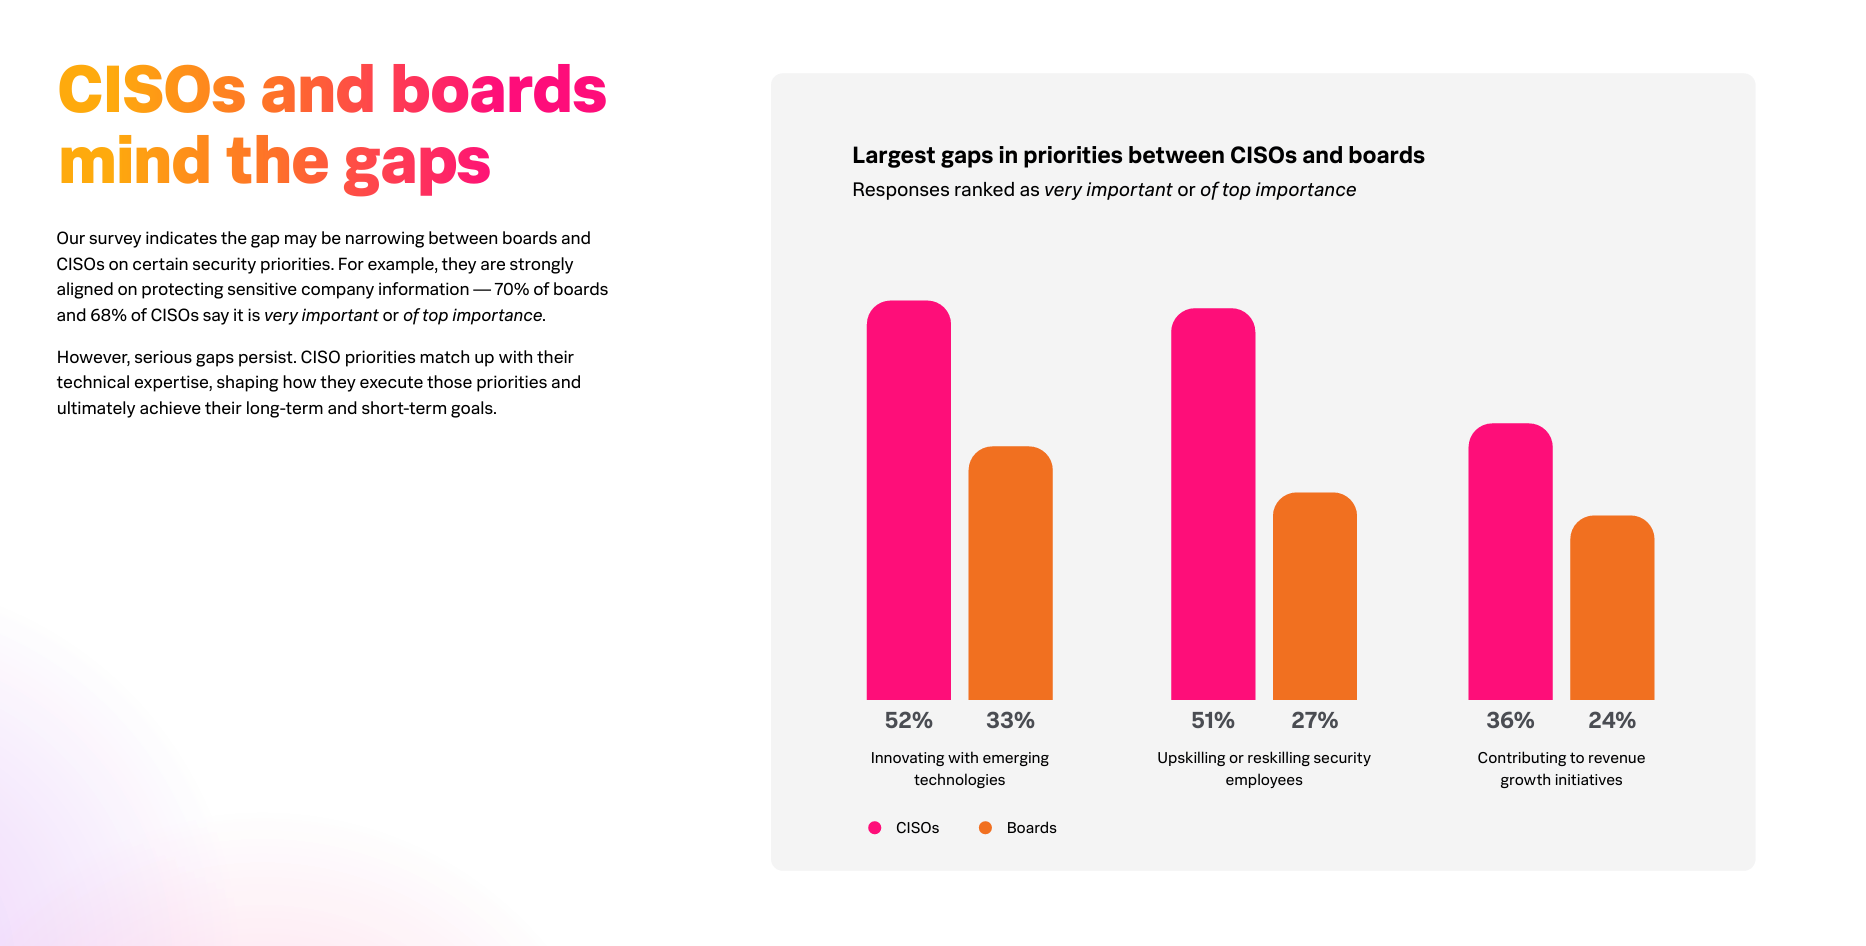 CISOs and boards
mind the gaps
Our survey indicates the gap may be narrowing between boards and
CISOs on certain security priorities. For example, they are strongly
aligned on protecting sensitive company information — 70% of boards
and 68% of CISOs say it is very important or of top importance.
However, serious gaps persist. CISO priorities match up with their
technical expertise, shaping how they execute those priorities and
ultimately achieve their long-term and short-term goals.
Largest gaps in priorities between CISOs and boards
Responses ranked as very important or of top importance
52% 33%
Innovating with emerging
technologies
51% 27%
Upskilling or reskilling security
employees
36% 24%
Contributing to revenue
growth initiatives
CISOs Boards